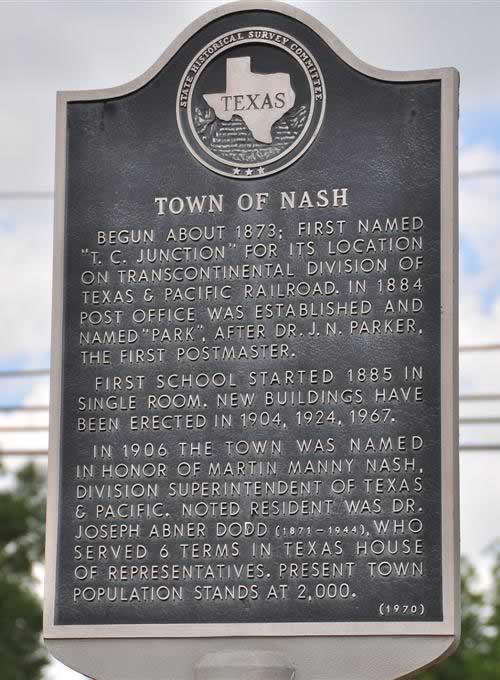 STATE HISTORICAL SURVEY COMMITTEE
TEXAS
TOWN OF NASH
BEGUN ABOUT 1873; FIRST NAMED
"T. C. JUNCTION" FOR ITS LOCATION
ON TRANSCONTINENTAL DIVISION OF
TEXAS & PACIFIC RAILROAD. IN 1884
POST OFFICE WAS ESTABLISHED AND
NAMED "PARK", AFTER DR. J. N. PARKER,
THE FIRST POSTMASTER.
FIRST SCHOOL STARTED 1885 IN
SINGLE ROOM. NEW BUILDINGS HAVE
BEEN ERECTED IN 1904, 1924, 1967.
IN 1906 THE TOWN WAS NAMED
IN HONOR OF MARTIN MANNY NASH,
DIVISION SUPERINTENDENT OF TEXAS
& PACIFIC. NOTED RESIDENT WAS DR.
JOSEPH ABNER DODD (1871-1944), WHO
SERVED 6 TERMS IN TEXAS HOUSE
OF REPRESENTATIVES. PRESENT TOWN
POPULATION STANDS AT 2,000.
(1970)